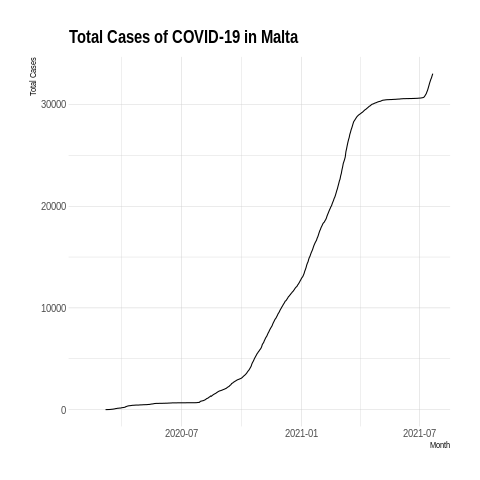 Total Cases of COVID-19 in Malta
Total Cases
30000
20000
10000
0
2020-07 2021-01 2021-07
Month